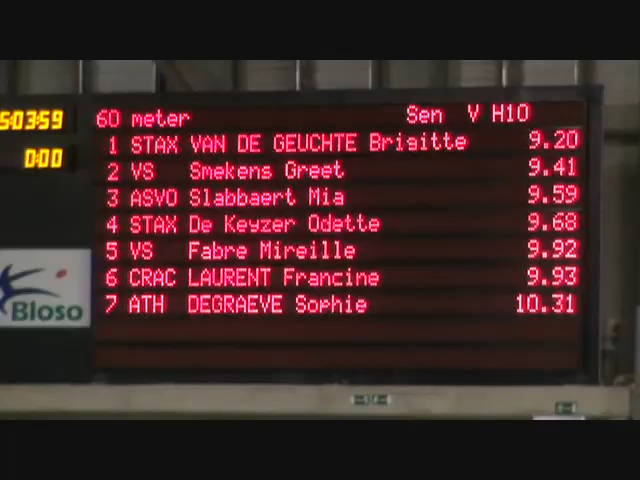 5:03:59
0:00
60 meter Sen V H10
1 STAX VAN DE GEUCHTE Brigitte 9.20
2 VS Smekens Greet 9.41
3 ASVO Slabbaert Mia 9.59
4 STAX De Keyzer Odette 9.68
5 VS Fabre Mireille 9.92
6 CRAC LAURENT Francine 9.93
7 ATH DEGRAEVE Sophie 10.31
Bloso